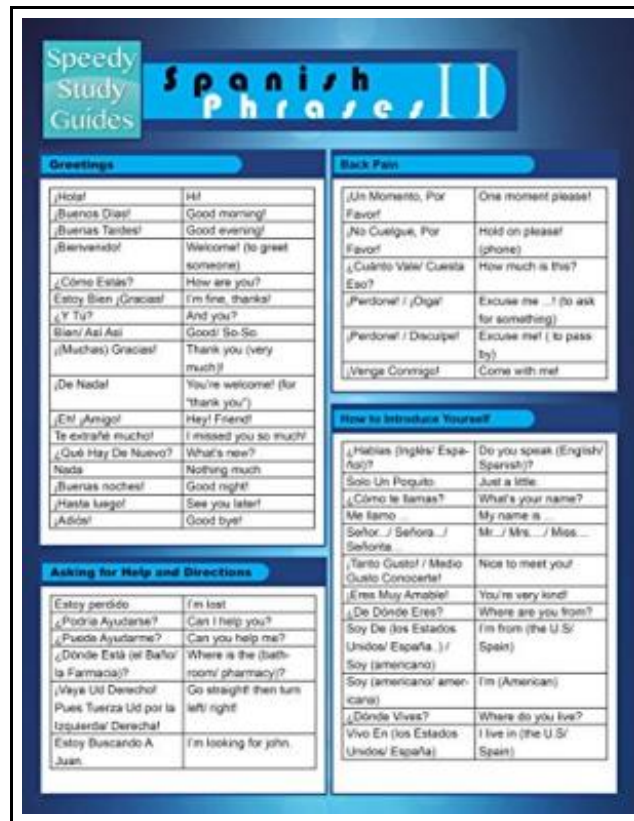 Speedy
Study
Guides
Spanish
Phrases II
Greetings
¡Hola! Hi!
¡Buenos Días! Good morning!
¡Buenas Tardes! Good evening!
¡Bienvenido! Welcome! (to greet
someone)
¿Cómo Estás? How are you?
Estoy Bien ¡Gracias! I'm fine, thanks!
¿Y Tú? And you?
Bien/ Así Así Good/ So-So.
¡(Muchas) Gracias! Thank you (very
much)!
¡De Nada! You're welcome! (for
"thank you")
¡Eh! ¡Amigo! Hey! Friend!
Te extrañé mucho! I missed you so much!
¿Qué Hay De Nuevo? What's new?
Nada Nothing much
¡Buenas noches! Good night!
¡Hasta luego! See you later!
¡Adiós! Good bye!
Asking for Help and Directions
Estoy perdido I'm lost
¿Podría Ayudarse? Can I help you?
¿Puede Ayudarme? Can you help me?
¿Dónde Está (el Baño/ Where is the (bath-
la Farmacia)? room/ pharmacy)?
¡Vaya Ud Derecho! Go straight! then turn
Pues Tuerza Ud por la left/ right!
Izquierda/ Derecha!
Estoy Buscando A I'm looking for john.
Juan.
Back Pain
¡Un Momento, Por One moment please!
Favor!
¡No Cuelgue, Por Hold on please!
Favor! (phone)
¿Cuánto Vale/ Cuesta How much is this?
Eso?
¡Perdone! / ¡Oiga! Excuse me ...! (to ask
for something)
¡Perdone! / Disculpe! Excuse me! ( to pass
by)
¡Venga Conmigo! Come with me!
How to Introduce Yourself
¿Hablas (Inglés/ Espa- Do you speak (English/
ñol)? Spanish)?
Solo Un Poquito. Just a little.
¿Cómo te llamas? What's your name?
Me llamo ... My name is ...
Señor.../ Señora.../ Mr.../ Mrs..../ Miss....
Señorita...
¡Tanto Gusto! / Medio Nice to meet you!
Gusto Conocerte!
¡Eres Muy Amable! You're very kind!
¿De Dónde Eres? Where are you from?
Soy De (los Estados I'm from (the U.S/
Unidos/ España..) / Spain)
Soy (americano)
Soy (americano/ amer- I'm (American)
icana)
¿Dónde Vives? Where do you live?
Vivo En (los Estados I live in (the U.S/
Unidos/ España) Spain)